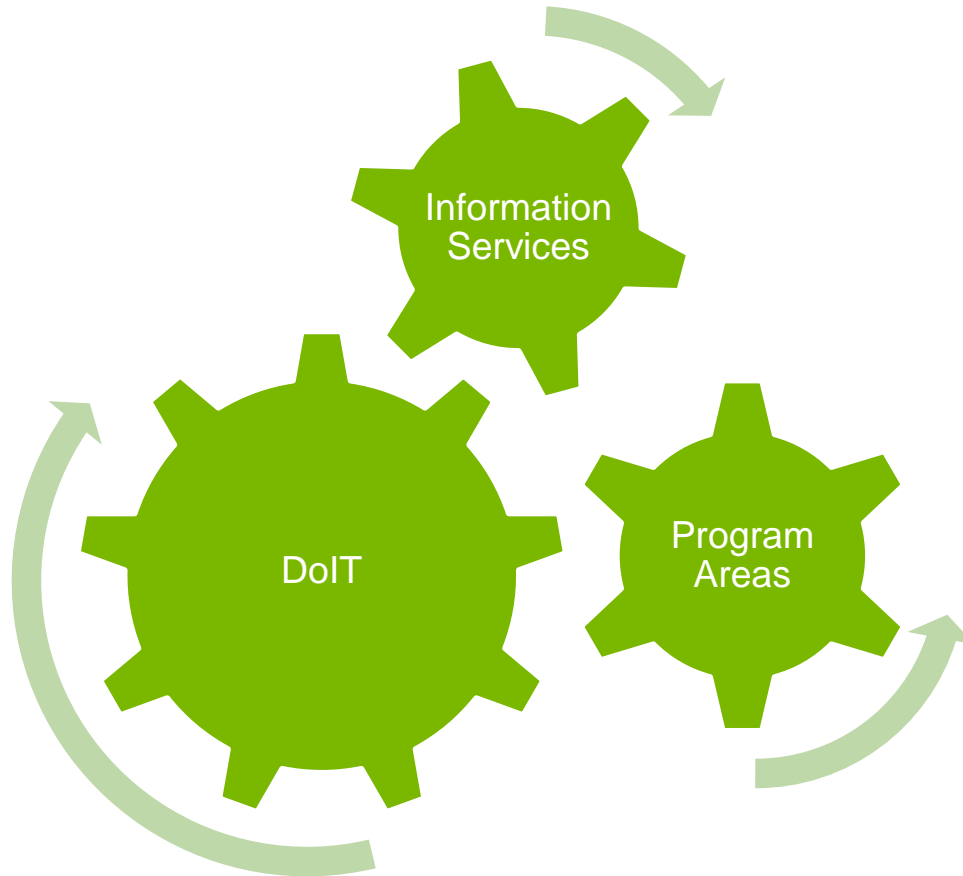 Information
Services
DoIT
Program
Areas